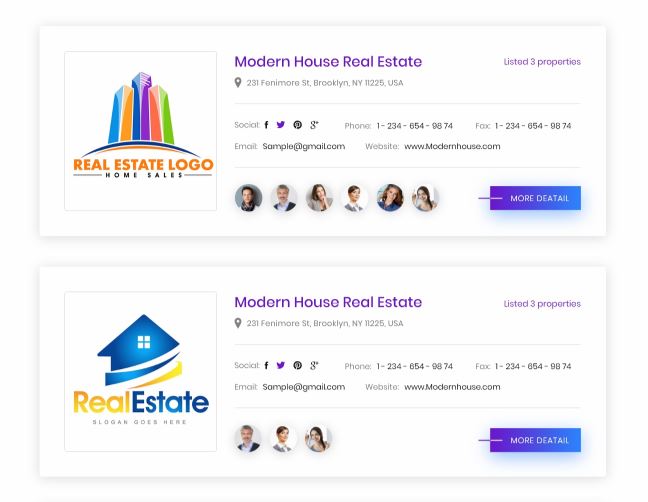 Modern House Real Estate
Listed 3 properties
231 Fenimore St, Brooklyn, NY 11225, USA
REAL ESTATE LOGO
HOME SALES
Social: f g+ Phone: 1 - 234 - 654 - 98 74 Fax: 1 - 234 - 654 - 98 74
Email: Sample@gmail.com Website: www.Modernhouse.com
MORE DEATAIL
Modern House Real Estate
Listed 3 properties
231 Fenimore St, Brooklyn, NY 11225, USA
RealEstate
SLOGAN GOES HERE
Social: f g+ Phone: 1 - 234 - 654 - 98 74 Fax: 1 - 234 - 654 - 98 74
Email: Sample@gmail.com Website: www.Modernhouse.com
MORE DEATAIL